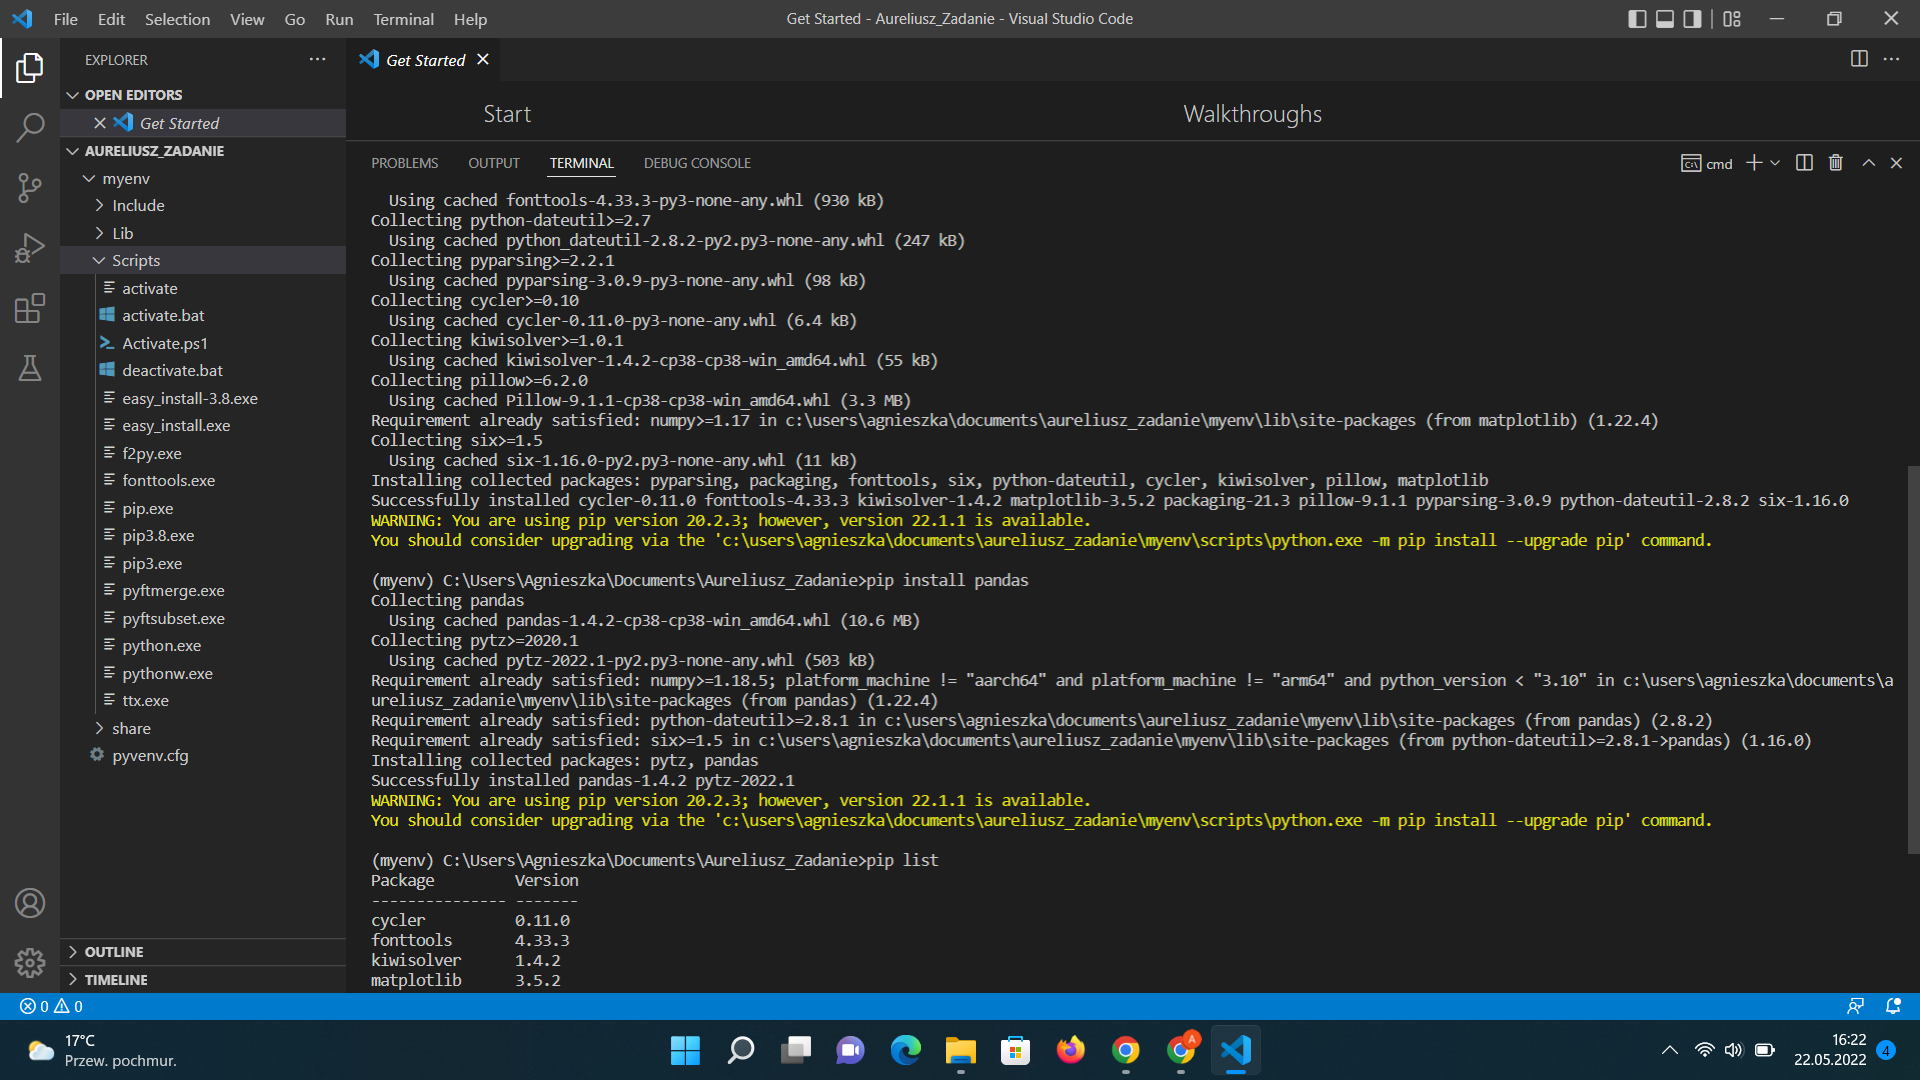 File Edit Selection View Go Run Terminal Help
Get Started - Aureliusz_Zadanie - Visual Studio Code
EXPLORER
OPEN EDITORS
Get Started
AURELIUSZ_ZADANIE
myenv
Include
Lib
Scripts
activate
activate.bat
Activate.ps1
deactivate.bat
easy_install-3.8.exe
easy_install.exe
f2py.exe
fonttools.exe
pip.exe
pip3.8.exe
pip3.exe
pyftmerge.exe
pyftsubset.exe
python.exe
pythonw.exe
ttx.exe
share
pyvenv.cfg
OUTLINE
TIMELINE
Get Started
Start Walkthroughs
PROBLEMS OUTPUT TERMINAL DEBUG CONSOLE
cmd
Using cached fonttools-4.33.3-py3-none-any.whl (930 kB)
Collecting python-dateutil>=2.7
Using cached python_dateutil-2.8.2-py2.py3-none-any.whl (247 kB)
Collecting pyparsing>=2.2.1
Using cached pyparsing-3.0.9-py3-none-any.whl (98 kB)
Collecting cycler>=0.10
Using cached cycler-0.11.0-py3-none-any.whl (6.4 kB)
Collecting kiwisolver>=1.0.1
Using cached kiwisolver-1.4.2-cp38-cp38-win_amd64.whl (55 kB)
Collecting pillow>=6.2.0
Using cached Pillow-9.1.1-cp38-cp38-win_amd64.whl (3.3 MB)
Requirement already satisfied: numpy>=1.17 in c:\users\agnieszka\documents\aureliusz_zadanie\myenv\lib\site-packages (from matplotlib) (1.22.4)
Collecting six>=1.5
Using cached six-1.16.0-py2.py3-none-any.whl (11 kB)
Installing collected packages: pyparsing, packaging, fonttools, six, python-dateutil, cycler, kiwisolver, pillow, matplotlib
Successfully installed cycler-0.11.0 fonttools-4.33.3 kiwisolver-1.4.2 matplotlib-3.5.2 packaging-21.3 pillow-9.1.1 pyparsing-3.0.9 python-dateutil-2.8.2 six-1.16.0
WARNING: You are using pip version 20.2.3; however, version 22.1.1 is available.
You should consider upgrading via the 'c:\users\agnieszka\documents\aureliusz_zadanie\myenv\scripts\python.exe -m pip install --upgrade pip' command.
(myenv) C:\Users\Agnieszka\Documents\Aureliusz_Zadanie>pip install pandas
Collecting pandas
Using cached pandas-1.4.2-cp38-cp38-win_amd64.whl (10.6 MB)
Collecting pytz>=2020.1
Using cached pytz-2022.1-py2.py3-none-any.whl (503 kB)
Requirement already satisfied: numpy>=1.18.5; platform_machine != "aarch64" and platform_machine != "arm64" and python_version < "3.10" in c:\users\agnieszka\documents\a
ureliusz_zadanie\myenv\lib\site-packages (from pandas) (1.22.4)
Requirement already satisfied: python-dateutil>=2.8.1 in c:\users\agnieszka\documents\aureliusz_zadanie\myenv\lib\site-packages (from pandas) (2.8.2)
Requirement already satisfied: six>=1.5 in c:\users\agnieszka\documents\aureliusz_zadanie\myenv\lib\site-packages (from python-dateutil>=2.8.1->pandas) (1.16.0)
Installing collected packages: pytz, pandas
Successfully installed pandas-1.4.2 pytz-2022.1
WARNING: You are using pip version 20.2.3; however, version 22.1.1 is available.
You should consider upgrading via the 'c:\users\agnieszka\documents\aureliusz_zadanie\myenv\scripts\python.exe -m pip install --upgrade pip' command.
(myenv) C:\Users\Agnieszka\Documents\Aureliusz_Zadanie>pip list
Package Version
--------------- -------
cycler 0.11.0
fonttools 4.33.3
kiwisolver 1.4.2
matplotlib 3.5.2
0 0
17°C
Przew. pochmur.
A
16:22
22.05.2022
4